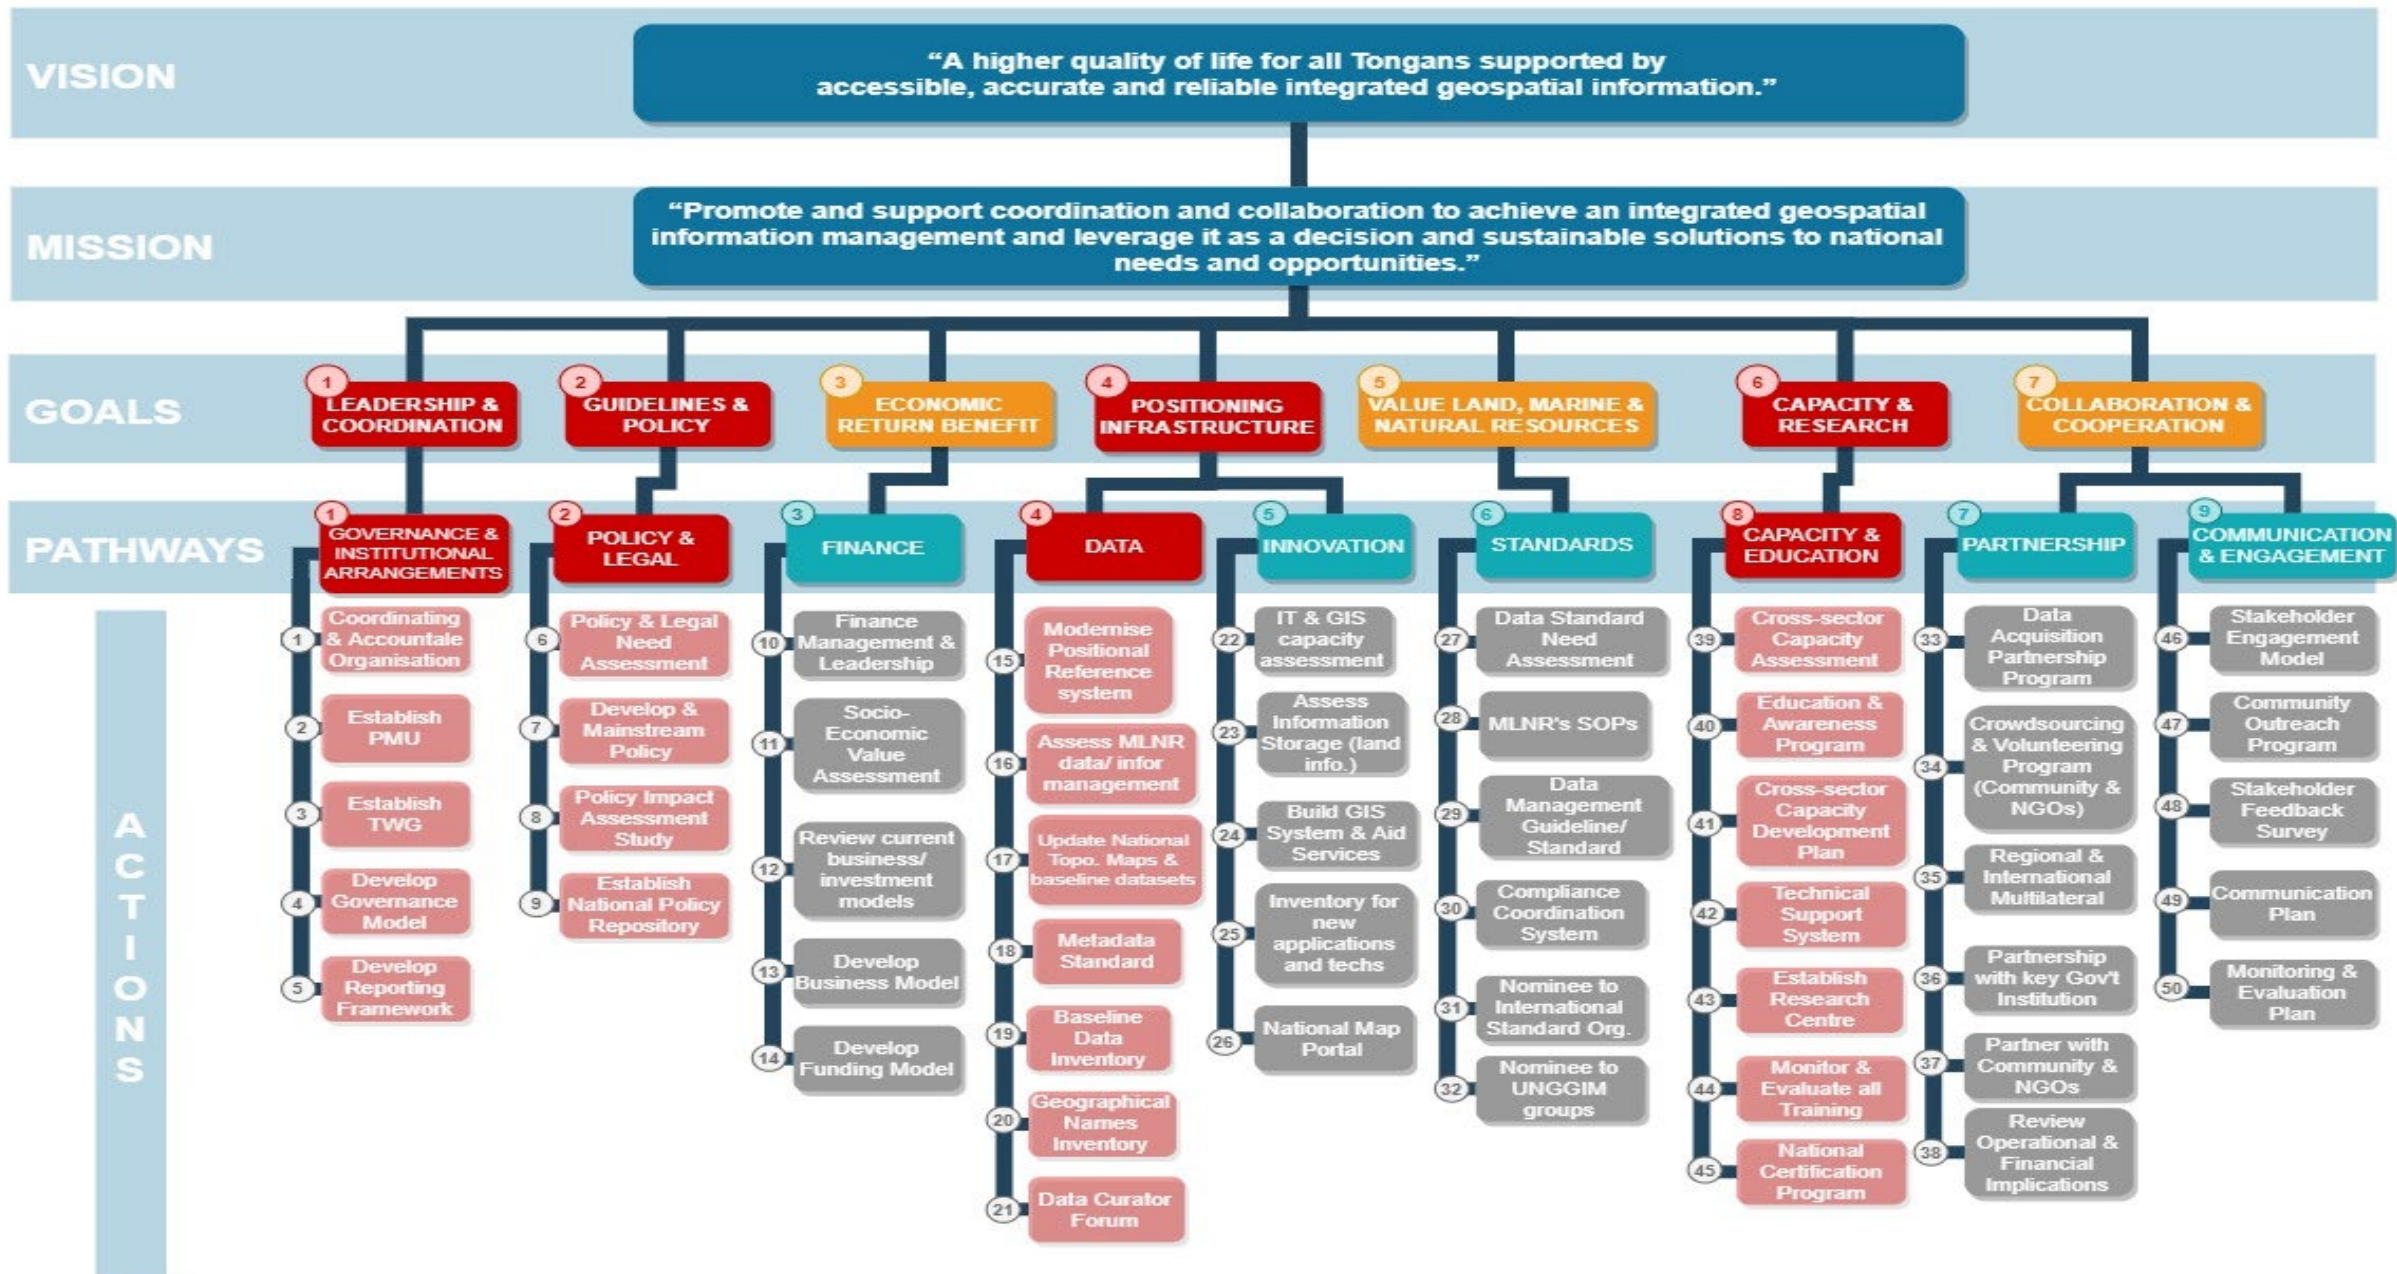 VISION
“A higher quality of life for all Tongans supported by
accessible, accurate and reliable integrated geospatial information.”
MISSION
“Promote and support coordination and collaboration to achieve an integrated geospatial
information management and leverage it as a decision and sustainable solutions to national
needs and opportunities.”
GOALS
1
LEADERSHIP &
COORDINATION
2
GUIDELINES &
POLICY
3
ECONOMIC
RETURN BENEFIT
4
POSITIONING
INFRASTRUCTURE
5
VALUE LAND, MARINE &
NATURAL RESOURCES
6
CAPACITY &
RESEARCH
7
COLLABORATION &
COOPERATION
PATHWAYS
1
GOVERNANCE &
INSTITUTIONAL
ARRANGEMENTS
2
POLICY &
LEGAL
3
FINANCE
4
DATA
5
INNOVATION
6
STANDARDS
8
CAPACITY &
EDUCATION
7
PARTNERSHIP
9
COMMUNICATION
& ENGAGEMENT
ACTIONS
1
Coordinating
& Accountale
Organisation
2
Establish
PMU
3
Establish
TWG
4
Develop
Governance
Model
5
Develop
Reporting
Framework
6
Policy & Legal
Need
Assessment
7
Develop &
Mainstream
Policy
8
Policy Impact
Assessment
Study
9
Establish
National Policy
Repository
10
Finance
Management &
Leadership
11
Socio-
Economic
Value
Assessment
12
Review current
business/
investment
models
13
Develop
Business Model
14
Develop
Funding Model
15
Modernise
Positional
Reference
system
16
Assess MLNR
data/ infor
management
17
Update National
Topo. Maps &
baseline datasets
18
Metadata
Standard
19
Baseline
Data
Inventory
20
Geographical
Names
Inventory
21
Data Curator
Forum
22
IT & GIS
capacity
assessment
23
Assess
Information
Storage (land
info.)
24
Build GIS
System & Aid
Services
25
Inventory for
new
applications
and techs
26
National Map
Portal
27
Data Standard
Need
Assessment
28
MLNR's SOPs
29
Data
Management
Guideline/
Standard
30
Compliance
Coordination
System
31
Nominee to
International
Standard Org.
32
Nominee to
UNGGIM
groups
39
Cross-sector
Capacity
Assessment
40
Education &
Awareness
Program
41
Cross-sector
Capacity
Development
Plan
42
Technical
Support
System
43
Establish
Research
Centre
44
Monitor &
Evaluate all
Training
45
National
Certification
Program
33
Data
Acquisition
Partnership
Program
34
Crowdsourcing
& Volunteering
Program
(Community &
NGOs)
35
Regional &
International
Multilateral
36
Partnership
with key Gov't
Institution
37
Partner with
Community &
NGOs
38
Review
Operational &
Financial
Implications
46
Stakeholder
Engagement
Model
47
Community
Outreach
Program
48
Stakeholder
Feedback
Survey
49
Communication
Plan
50
Monitoring &
Evaluation
Plan